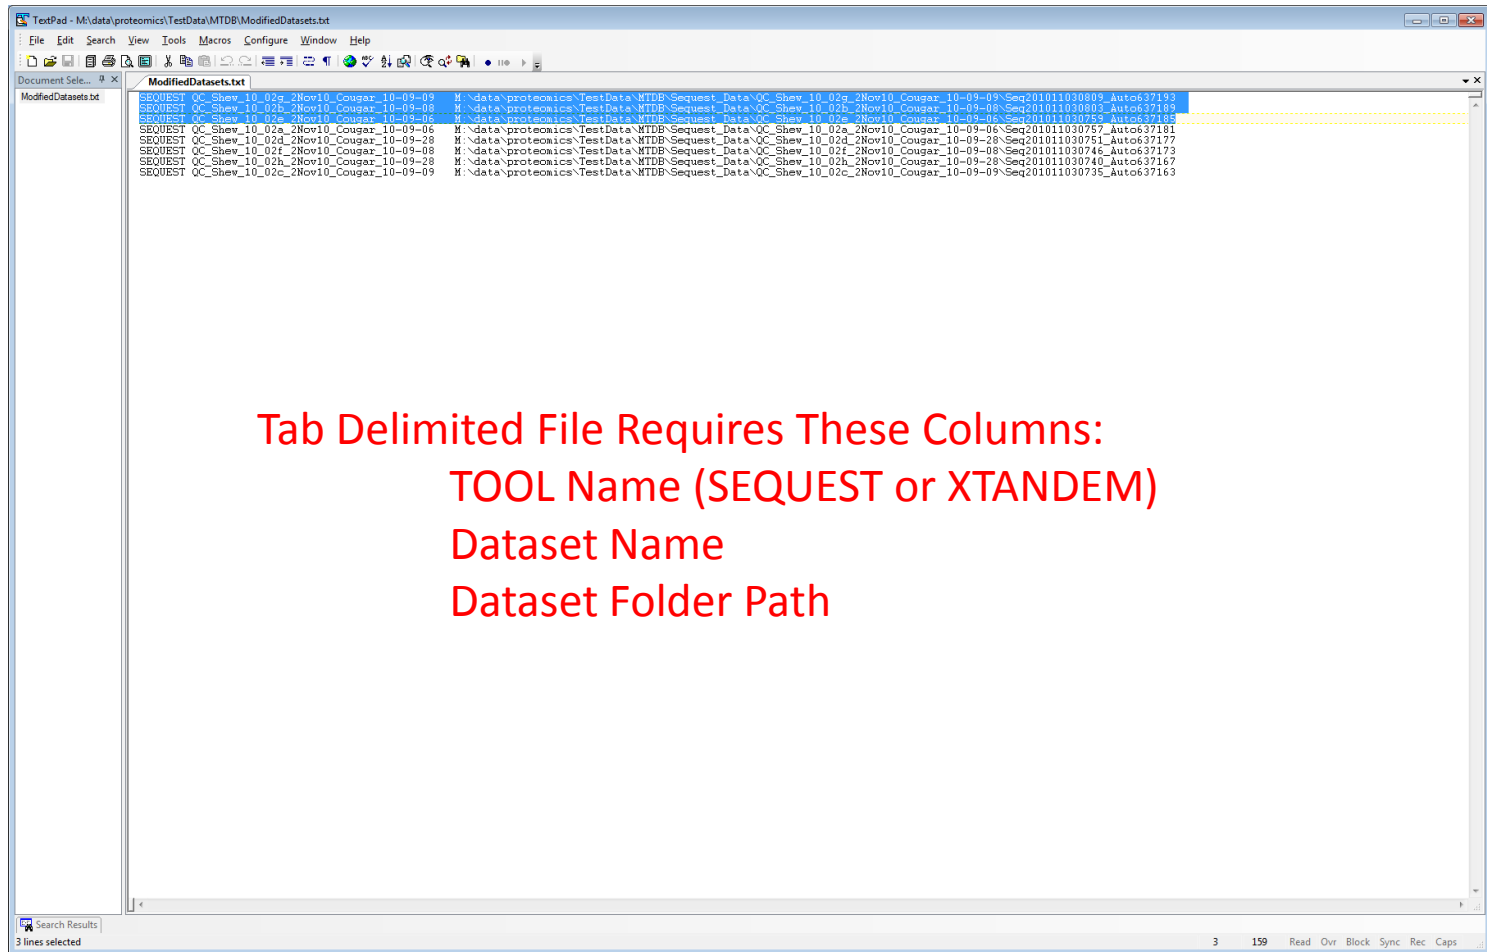 TextPad - M:\data\proteomics\TestData\MTDB\ModifiedDatasets.txt
File Edit Search View Tools Macros Configure Window Help
Document Sele...
ModifiedDatasets.txt
ModifiedDatasets.txt
SEQUEST QC_Shew_10_02g_2Nov10_Cougar_10-09-09 M:\data\proteomics\TestData\MTDB\Sequest_Data\QC_Shew_10_02g_2Nov10_Cougar_10-09-09\Seq201011030809_Auto637193
SEQUEST QC_Shew_10_02b_2Nov10_Cougar_10-09-08 M:\data\proteomics\TestData\MTDB\Sequest_Data\QC_Shew_10_02b_2Nov10_Cougar_10-09-08\Seq201011030803_Auto637189
SEQUEST QC_Shew_10_02e_2Nov10_Cougar_10-09-06 M:\data\proteomics\TestData\MTDB\Sequest_Data\QC_Shew_10_02e_2Nov10_Cougar_10-09-06\Seq201011030759_Auto637185
SEQUEST QC_Shew_10_02a_2Nov10_Cougar_10-09-06 M:\data\proteomics\TestData\MTDB\Sequest_Data\QC_Shew_10_02a_2Nov10_Cougar_10-09-06\Seq201011030757_Auto637181
SEQUEST QC_Shew_10_02d_2Nov10_Cougar_10-09-28 M:\data\proteomics\TestData\MTDB\Sequest_Data\QC_Shew_10_02d_2Nov10_Cougar_10-09-28\Seq201011030751_Auto637177
SEQUEST QC_Shew_10_02f_2Nov10_Cougar_10-09-08 M:\data\proteomics\TestData\MTDB\Sequest_Data\QC_Shew_10_02f_2Nov10_Cougar_10-09-08\Seq201011030746_Auto637173
SEQUEST QC_Shew_10_02h_2Nov10_Cougar_10-09-28 M:\data\proteomics\TestData\MTDB\Sequest_Data\QC_Shew_10_02h_2Nov10_Cougar_10-09-28\Seq201011030740_Auto637167
SEQUEST QC_Shew_10_02c_2Nov10_Cougar_10-09-09 M:\data\proteomics\TestData\MTDB\Sequest_Data\QC_Shew_10_02c_2Nov10_Cougar_10-09-09\Seq201011030735_Auto637163
Tab Delimited File Requires These Columns:
TOOL Name (SEQUEST or XTANDEM)
Dataset Name
Dataset Folder Path
Search Results
3 lines selected 3 159 Read Ovr Block Sync Rec Caps